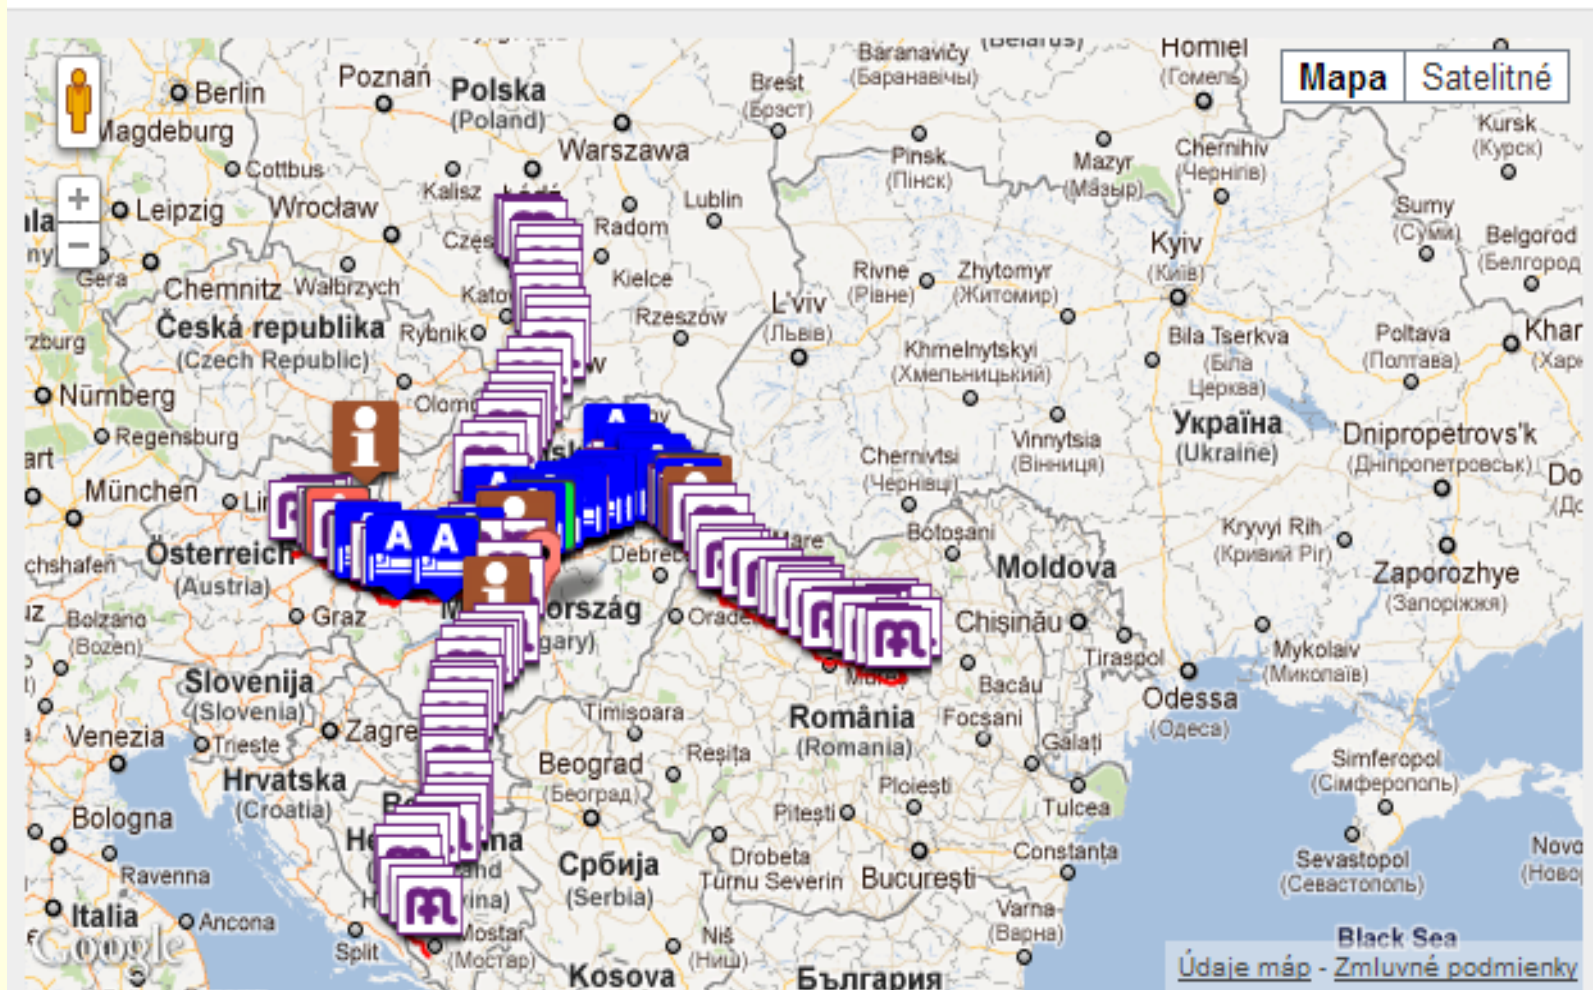 (Belarus)
Baranavičy
(Баранавічы)
Homiel
(Гомель)
Mapa
Satelitné
Poznań
Polska
(Poland)
Brest
(Брэст)
Berlin
Magdeburg
Warszawa
Pinsk
(Пінск)
Mazyr
(Мазыр)
Chernihiv
(Чернігів)
Kursk
(Курск)
Cottbus
Kalisz
Lublin
Leipzig
Wrocław
Radom
Sumy
(Суми)
Kyiv
(Київ)
Belgorod
(Белгород
Gera
Chemnitz
Wałbrzych
Kielce
Rivne
(Рівне)
Zhytomyr
(Житомир)
L'viv
(Львів)
Česká republika
(Czech Republic)
Rybnik
Rzeszów
Bila Tserkva
(Біла
Церква)
Poltava
(Полтава)
Khmelnytskyi
(Хмельницький)
Nürnberg
Regensburg
Vinnytsia
(Вінниця)
Україна
(Ukraine)
Dnipropetrovs'k
(Дніпропетровськ)
i
A
München
Chernivtsi
(Чернівці)
Botoșani
Kryvyi Rih
(Кривий Ріг)
Österreich
(Austria)
A A
Moldova
Zaporozhye
(Запоріжжя)
i
Graz
Bolzano
(Bozen)
Chișinău
Tiraspol
Mykolaiv
(Миколаїв)
Slovenija
(Slovenia)
Bacău
Odessa
(Одеса)
Timișoara
România
(Romania)
Focșani
Venezia
Trieste
Reșița
Galați
Hrvatska
(Croatia)
Beograd
(Београд)
Ploiești
Pitești
Tulcea
Simferopol
(Сімферополь)
Bologna
Ravenna
Србија
(Serbia)
Drobeta
Turnu Severin
București
Constanța
Sevastopol
(Севастополь)
Italia
Ancona
Split
Mostar
(Мостар)
Niš
(Ниш)
Varna
(Варна)
Black Sea
Google
Kosova
България
Údaje máp - Zmluvné podmienky